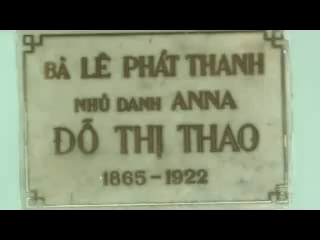 BÀ LÊ PHÁT THANH
NHŨ DANH ANNA
ĐỖ THỊ THAO
1865-1922